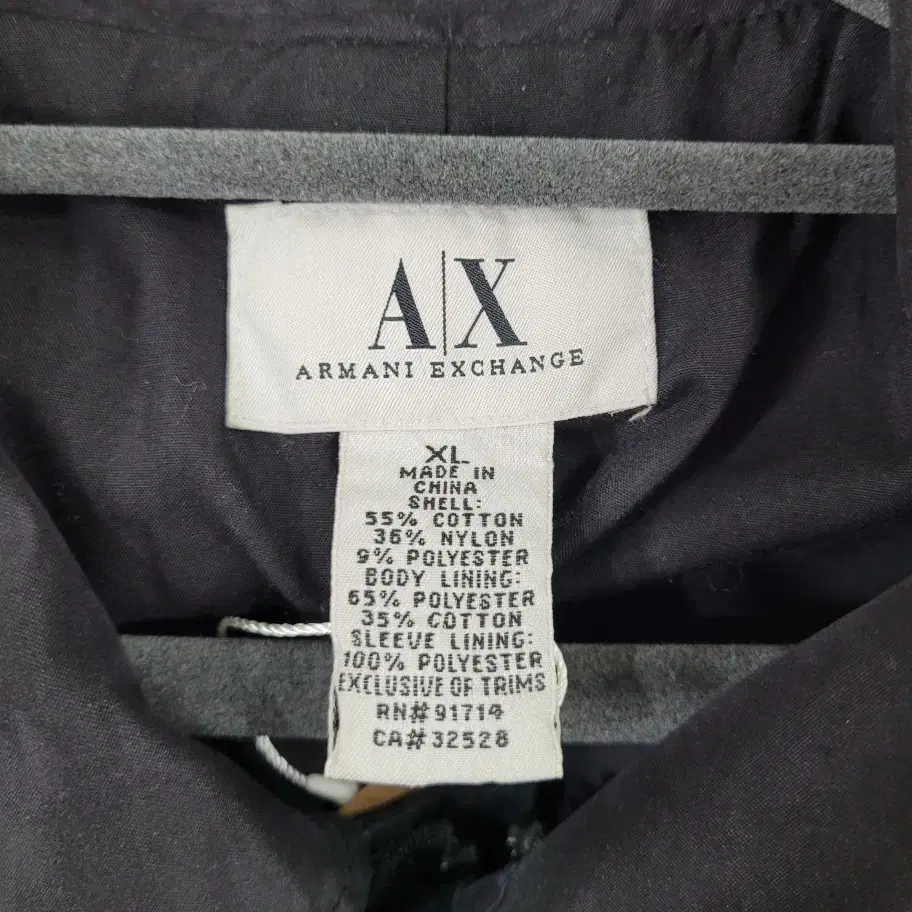 A|X
ARMANI EXCHANGE
XL
MADE IN
CHINA
SHELL:
55% COTTON
36% NYLON
9% POLYESTER
BODY LINING:
65% POLYESTER
35% COTTON
SLEEVE LINING:
100% POLYESTER
EXCLUSIVE OF TRIMS
RN# 91714
CA# 32528